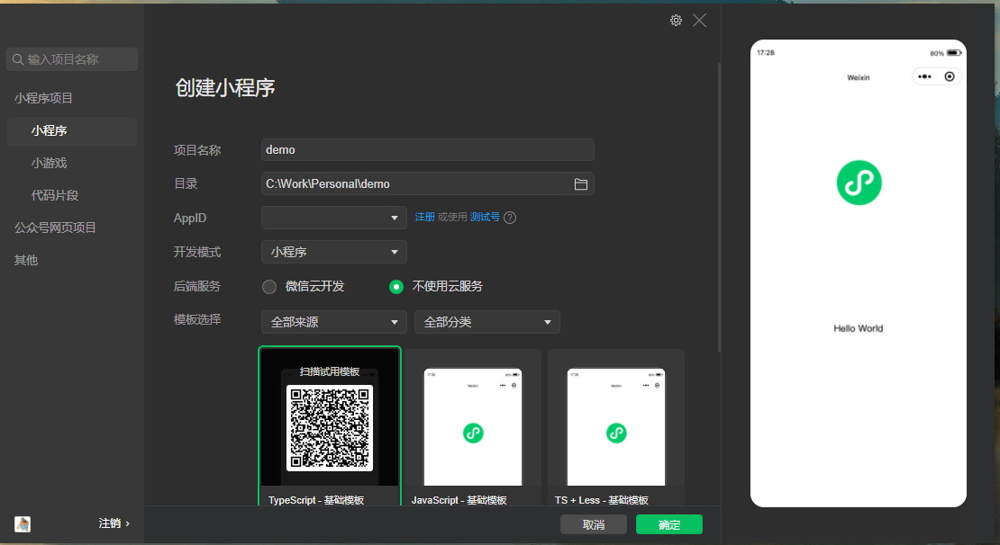 输入项目名称
小程序项目
小程序
小游戏
代码片段
公众号网页项目
其他
注销 ›
创建小程序
项目名称 demo
目录 C:\Work\Personal\demo
AppID 注册 或使用 测试号 ?
开发模式 小程序
后端服务 微信云开发 不使用云服务
模板选择 全部来源 全部分类
扫描试用模板
TypeScript - 基础模板
17:28
Weixin
JavaScript - 基础模板
17:28
Weixin
TS + Less - 基础模板
取消 确定
17:28 80%
Weixin
Hello World